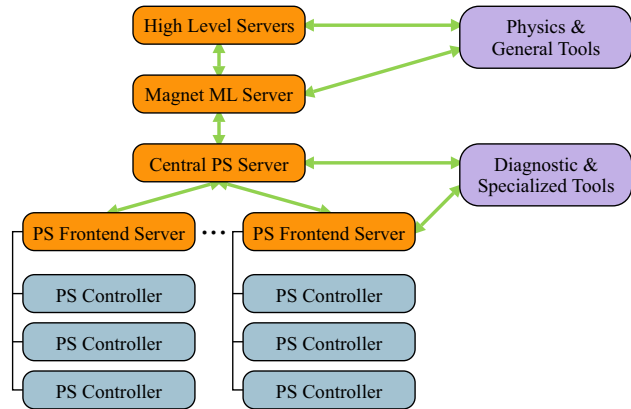 High Level Servers
Physics &
General Tools
Magnet ML Server
Central PS Server
Diagnostic &
Specialized Tools
PS Frontend Server ••• PS Frontend Server
PS Controller PS Controller
PS Controller PS Controller
PS Controller PS Controller